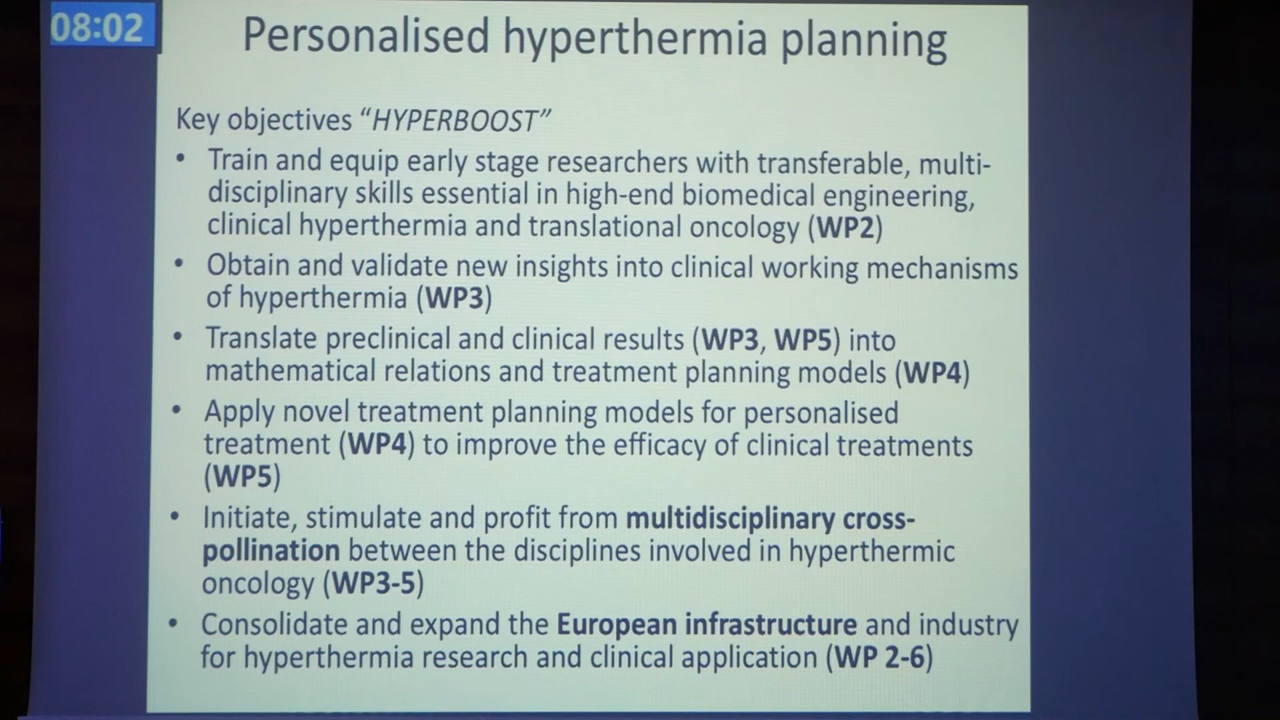 08:02
Personalised hyperthermia planning
Key objectives “HYPERBOOST”
• Train and equip early stage researchers with transferable, multi-
disciplinary skills essential in high-end biomedical engineering,
clinical hyperthermia and translational oncology (WP2)
• Obtain and validate new insights into clinical working mechanisms
of hyperthermia (WP3)
• Translate preclinical and clinical results (WP3, WP5) into
mathematical relations and treatment planning models (WP4)
• Apply novel treatment planning models for personalised
treatment (WP4) to improve the efficacy of clinical treatments
(WP5)
• Initiate, stimulate and profit from multidisciplinary cross-
pollination between the disciplines involved in hyperthermic
oncology (WP3-5)
• Consolidate and expand the European infrastructure and industry
for hyperthermia research and clinical application (WP 2-6)